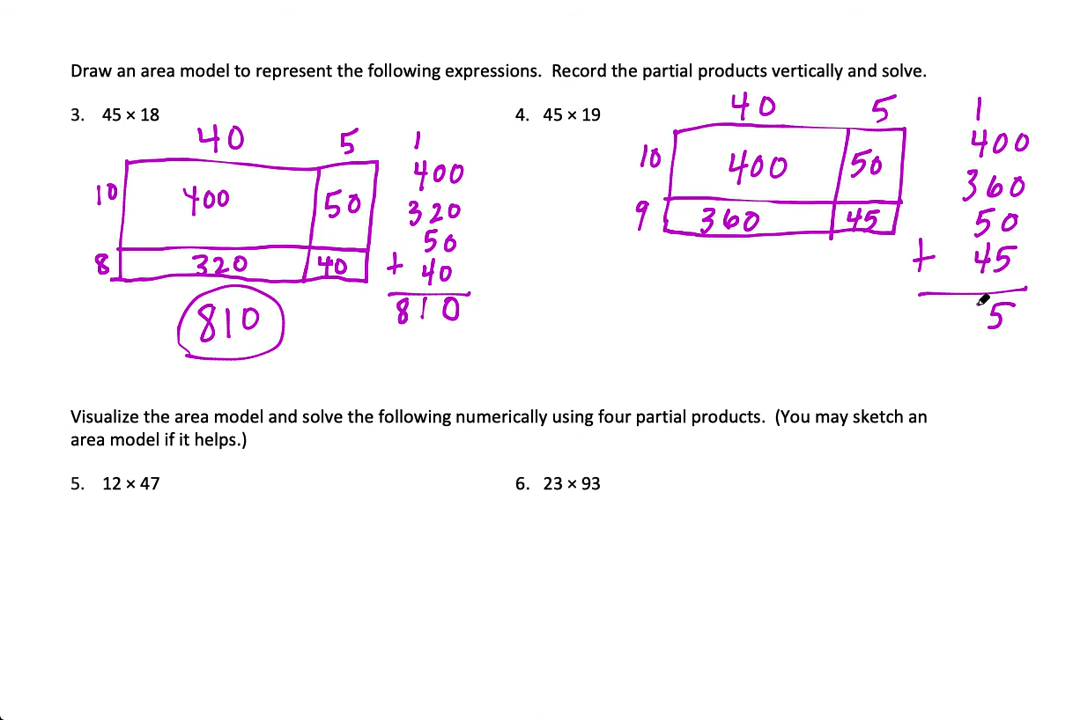 Draw an area model to represent the following expressions. Record the partial products vertically and solve.
3. 45 × 18
40 5
10 400 50
8 320 40
810
1
400
320
50
+ 40
810
4. 45 × 19
40 5
10 400 50
9 360 45
1
400
360
50
+ 45
5
Visualize the area model and solve the following numerically using four partial products. (You may sketch an
area model if it helps.)
5. 12 × 47
6. 23 × 93